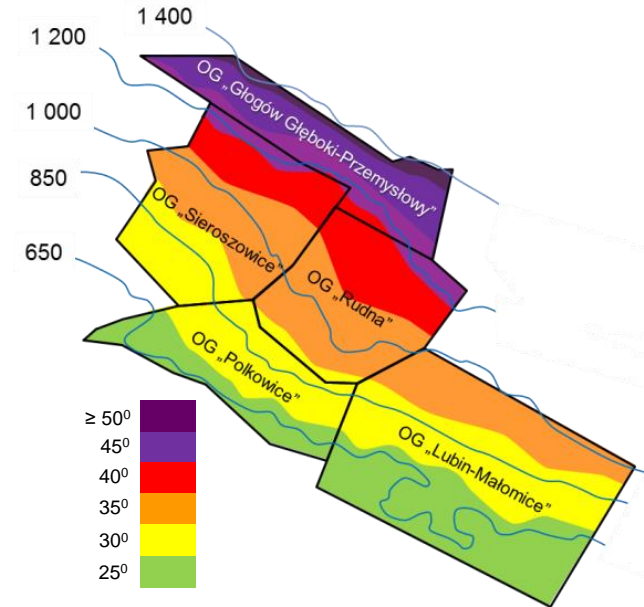 1 400
1 200
1 000
850
650
OG „Głogów Głęboki-Przemysłowy”
OG „Sieroszowice”
OG „Rudna”
OG „Polkowice”
OG „Lubin-Małomice”
≥ 50⁰
45⁰
40⁰
35⁰
30⁰
25⁰